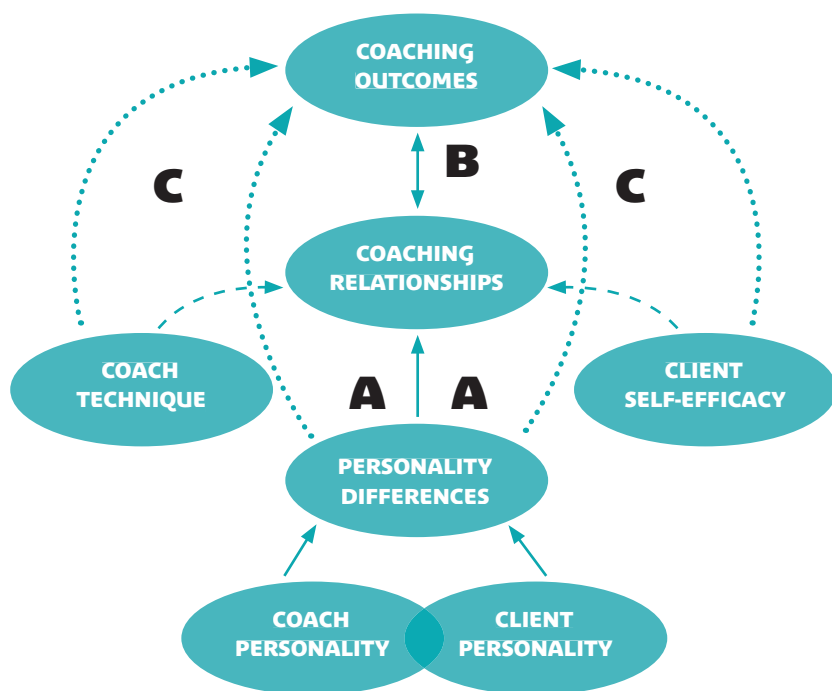 COACHING
OUTCOMES
B
C
C
COACHING
RELATIONSHIPS
COACH
TECHNIQUE
CLIENT
SELF-EFFICACY
A
A
PERSONALITY
DIFFERENCES
COACH
PERSONALITY
CLIENT
PERSONALITY